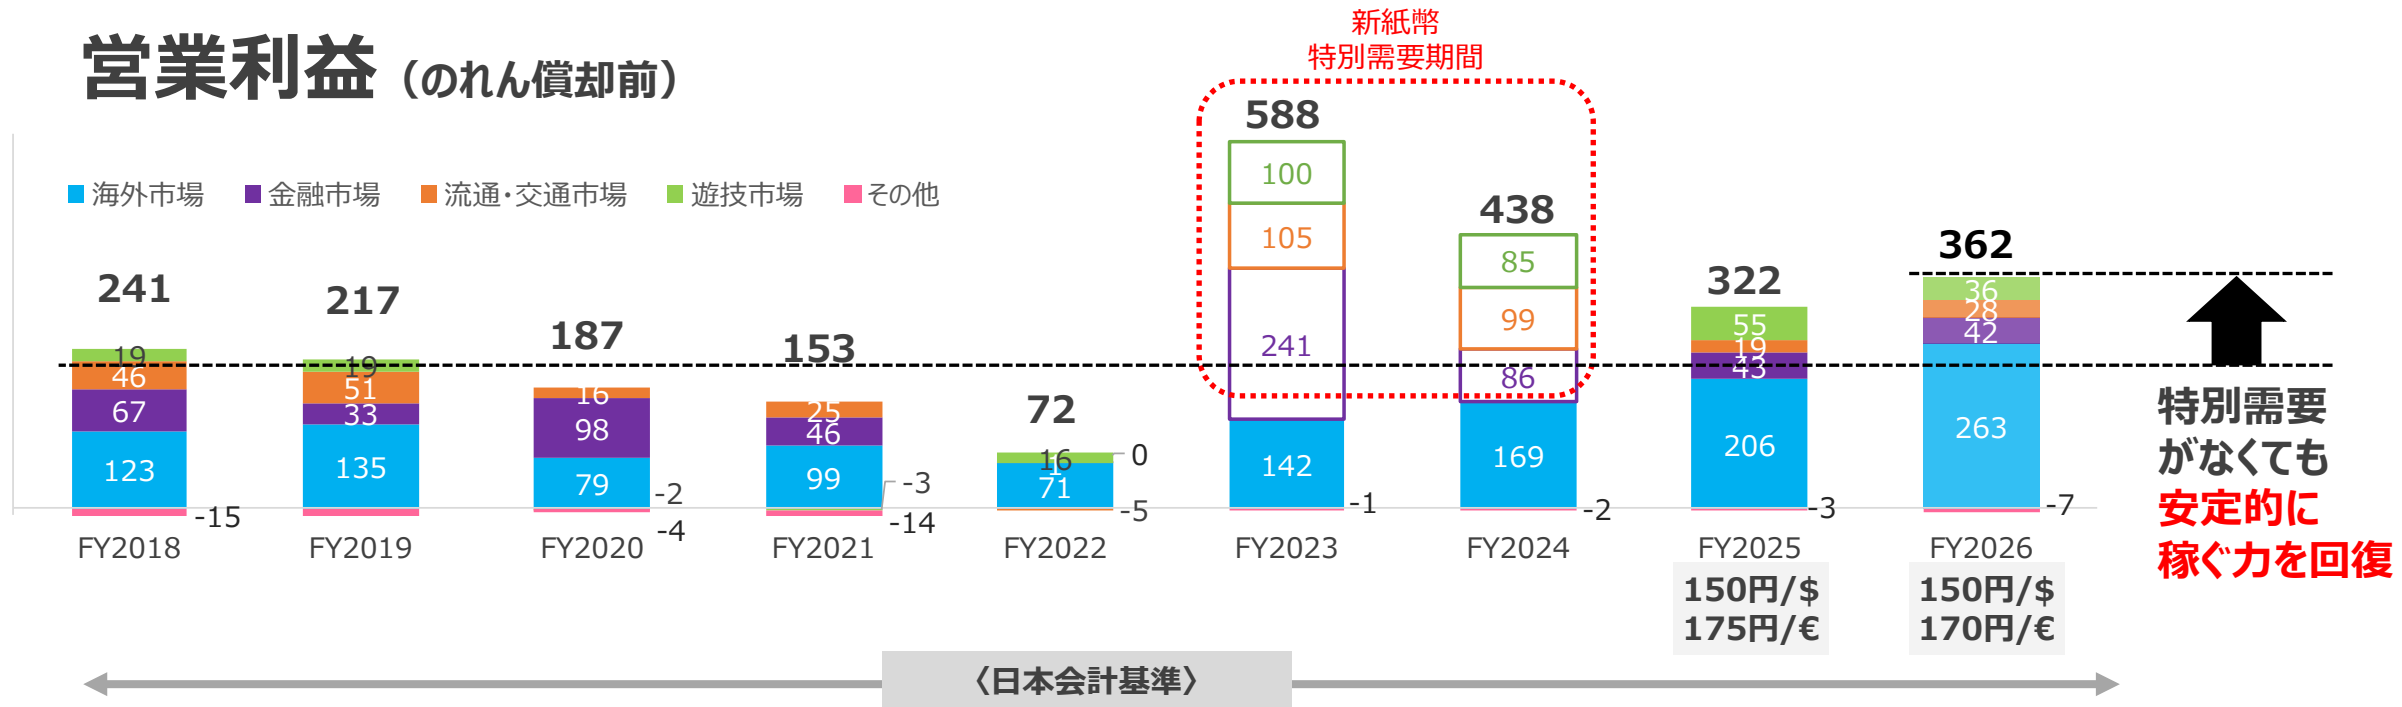 新紙幣
特別需要期間
営業利益（のれん償却前）
海外市場 金融市場 流通・交通市場 遊技市場 その他
241
19
46
67
123
-15
FY2018
217
19
51
33
135
FY2019
187
16
98
79
-2
-4
FY2020
153
25
46
99
-3
-14
FY2021
72
16
1
71
0
-5
FY2022
588
100
105
241
142
-1
FY2023
438
85
99
86
169
-2
FY2024
322
55
19
43
206
-3
FY2025
150円/$
175円/€
362
36
28
42
263
-7
FY2026
150円/$
170円/€
特別需要
がなくても
安定的に
稼ぐ力を回復
〈日本会計基準〉